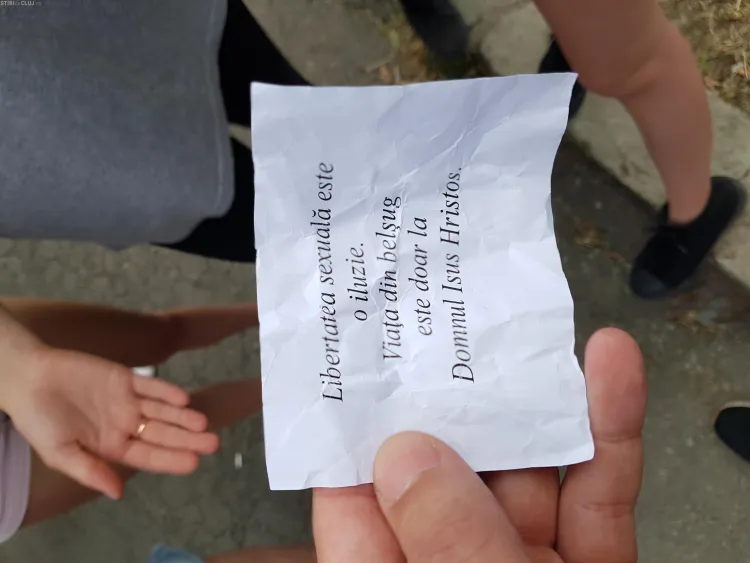 Libertatea sexuală este
o iluzie.
Viața din belșug
este doar la
Domnul Isus Hristos.